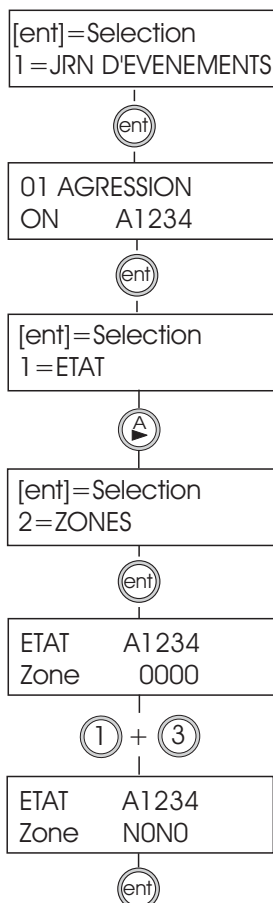 [ent]=Selection
1=JRN D'EVENEMENTS
ent
01 AGRESSION
ON A1234
ent
[ent]=Selection
1=ETAT
A
[ent]=Selection
2=ZONES
ent
ETAT A1234
Zone 0000
1 + 3
ETAT A1234
Zone N0N0
ent